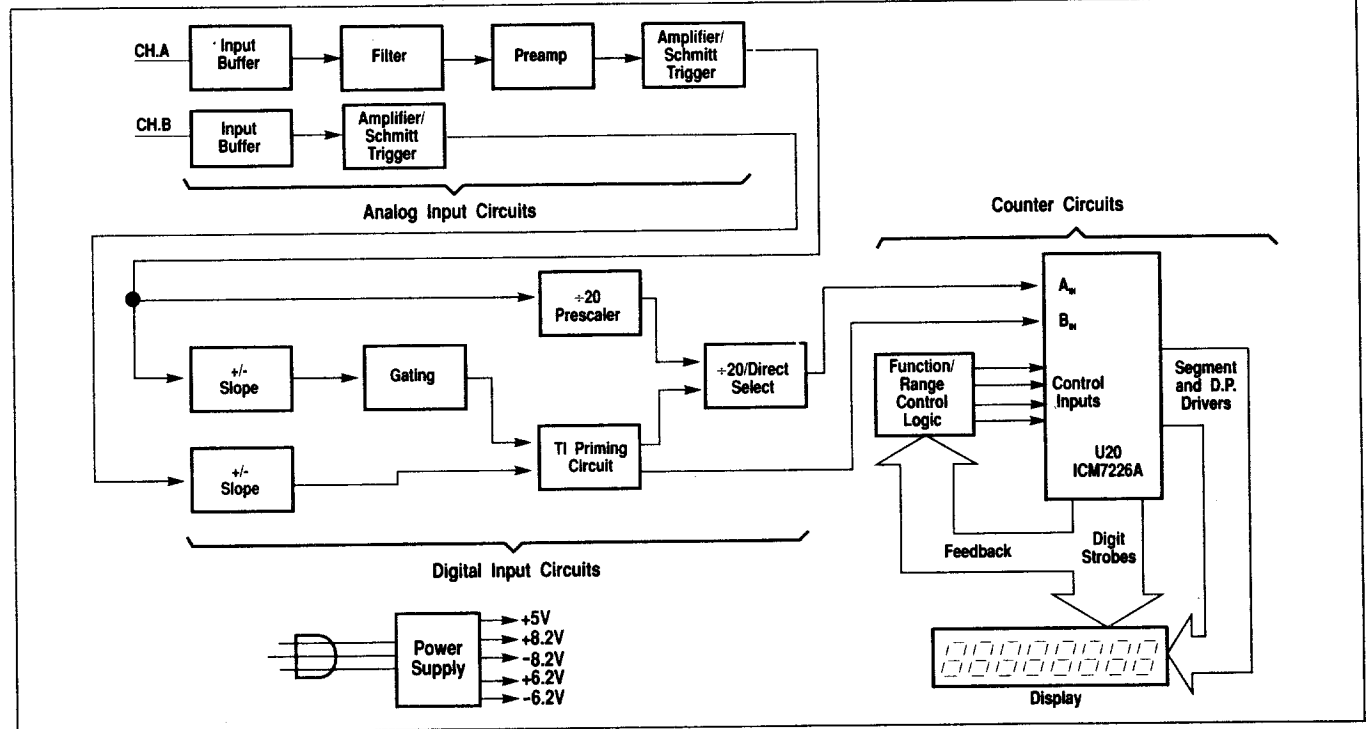 CH.A
Input
Buffer
Filter
Preamp
Amplifier/
Schmitt
Trigger
CH.B
Input
Buffer
Amplifier/
Schmitt
Trigger
Analog Input Circuits
Counter Circuits
÷20
Prescaler
+/-
Slope
Gating
÷20/Direct
Select
+/-
Slope
TI Priming
Circuit
Digital Input Circuits
A_IN
B_IN
Function/
Range
Control
Logic
Control
Inputs
U20
ICM7226A
Segment
and D.P.
Drivers
Feedback
Digit
Strobes
Power
Supply
+5V
+8.2V
-8.2V
+6.2V
-6.2V
88888888
Display